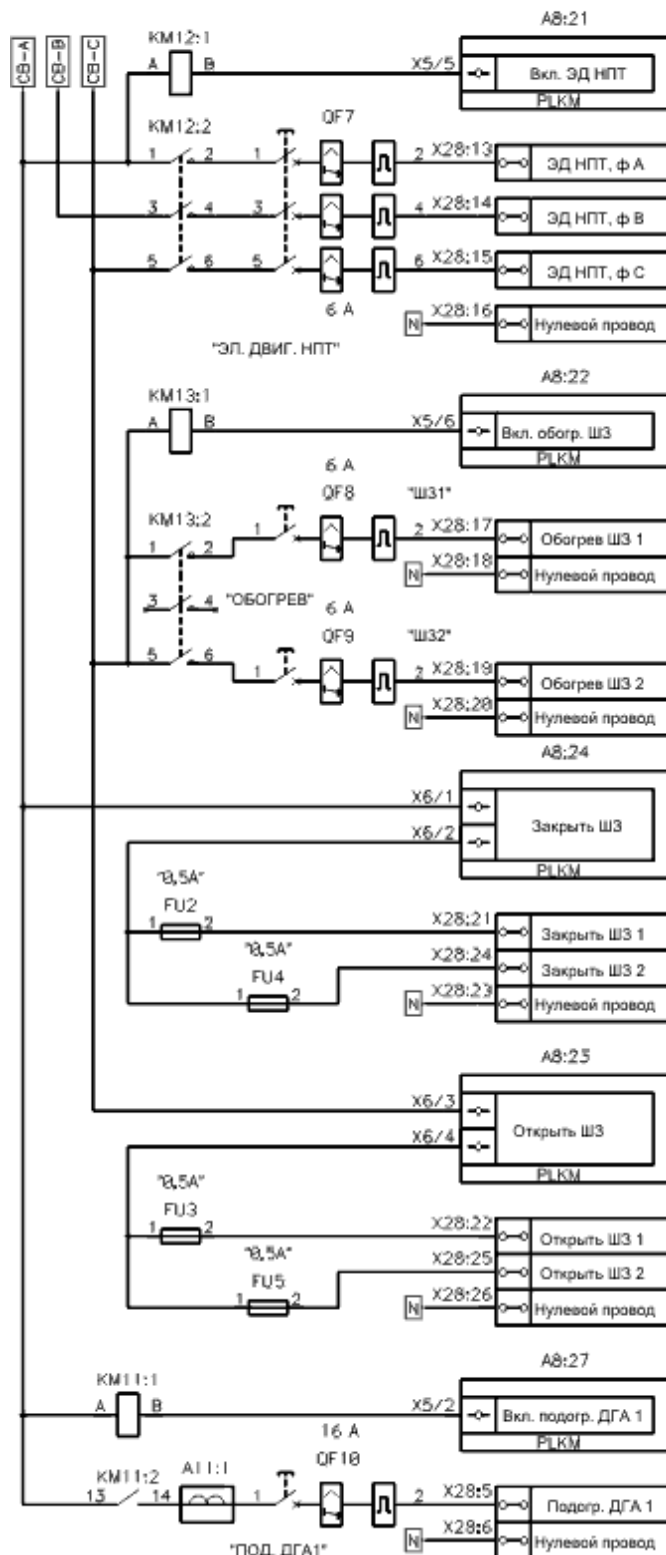 A8:21
CB-A CB-B CB-C
KM12:1
A B X5/5 Вкл. ЭД НПТ
PLKM
QF7
KM12:2
1 2 1 2 X28:13 ЭД НПТ, ф А
3 4 3 4 X28:14 ЭД НПТ, ф В
5 6 5 6 X28:15 ЭД НПТ, ф С
6 A
N X28:16 Нулевой провод
"ЭЛ. ДВИГ. НПТ"
A8:22
KM13:1
A B X5/6 Вкл. обогр. ШЗ
PLKM
6 A
QF8 "ШЗ1"
KM13:2
1 2 1 2 X28:17 Обогрев ШЗ 1
N X28:18 Нулевой провод
3 4 "ОБОГРЕВ" 6 A
QF9 "ШЗ2"
5 6 1 2 X28:19 Обогрев ШЗ 2
N X28:20 Нулевой провод
A8:24
X6/1
Закрыть ШЗ
X6/2
PLKM
"0,5A"
FU2
1 2 X28:21 Закрыть ШЗ 1
"0,5A"
FU4
1 2 X28:24 Закрыть ШЗ 2
N X28:23 Нулевой провод
A8:23
X6/3
Открыть ШЗ
X6/4
PLKM
"0,5A"
FU3
1 2 X28:22 Открыть ШЗ 1
"0,5A"
FU5
1 2 X28:25 Открыть ШЗ 2
N X28:26 Нулевой провод
A8:27
KM11:1
A B X5/2 Вкл. подогр. ДГА 1
PLKM
16 A
QF10
KM11:2 A11:1
13 14 1 2 X28:5 Подогр. ДГА 1
N X28:6 Нулевой провод
"ПОД. ДГА1"